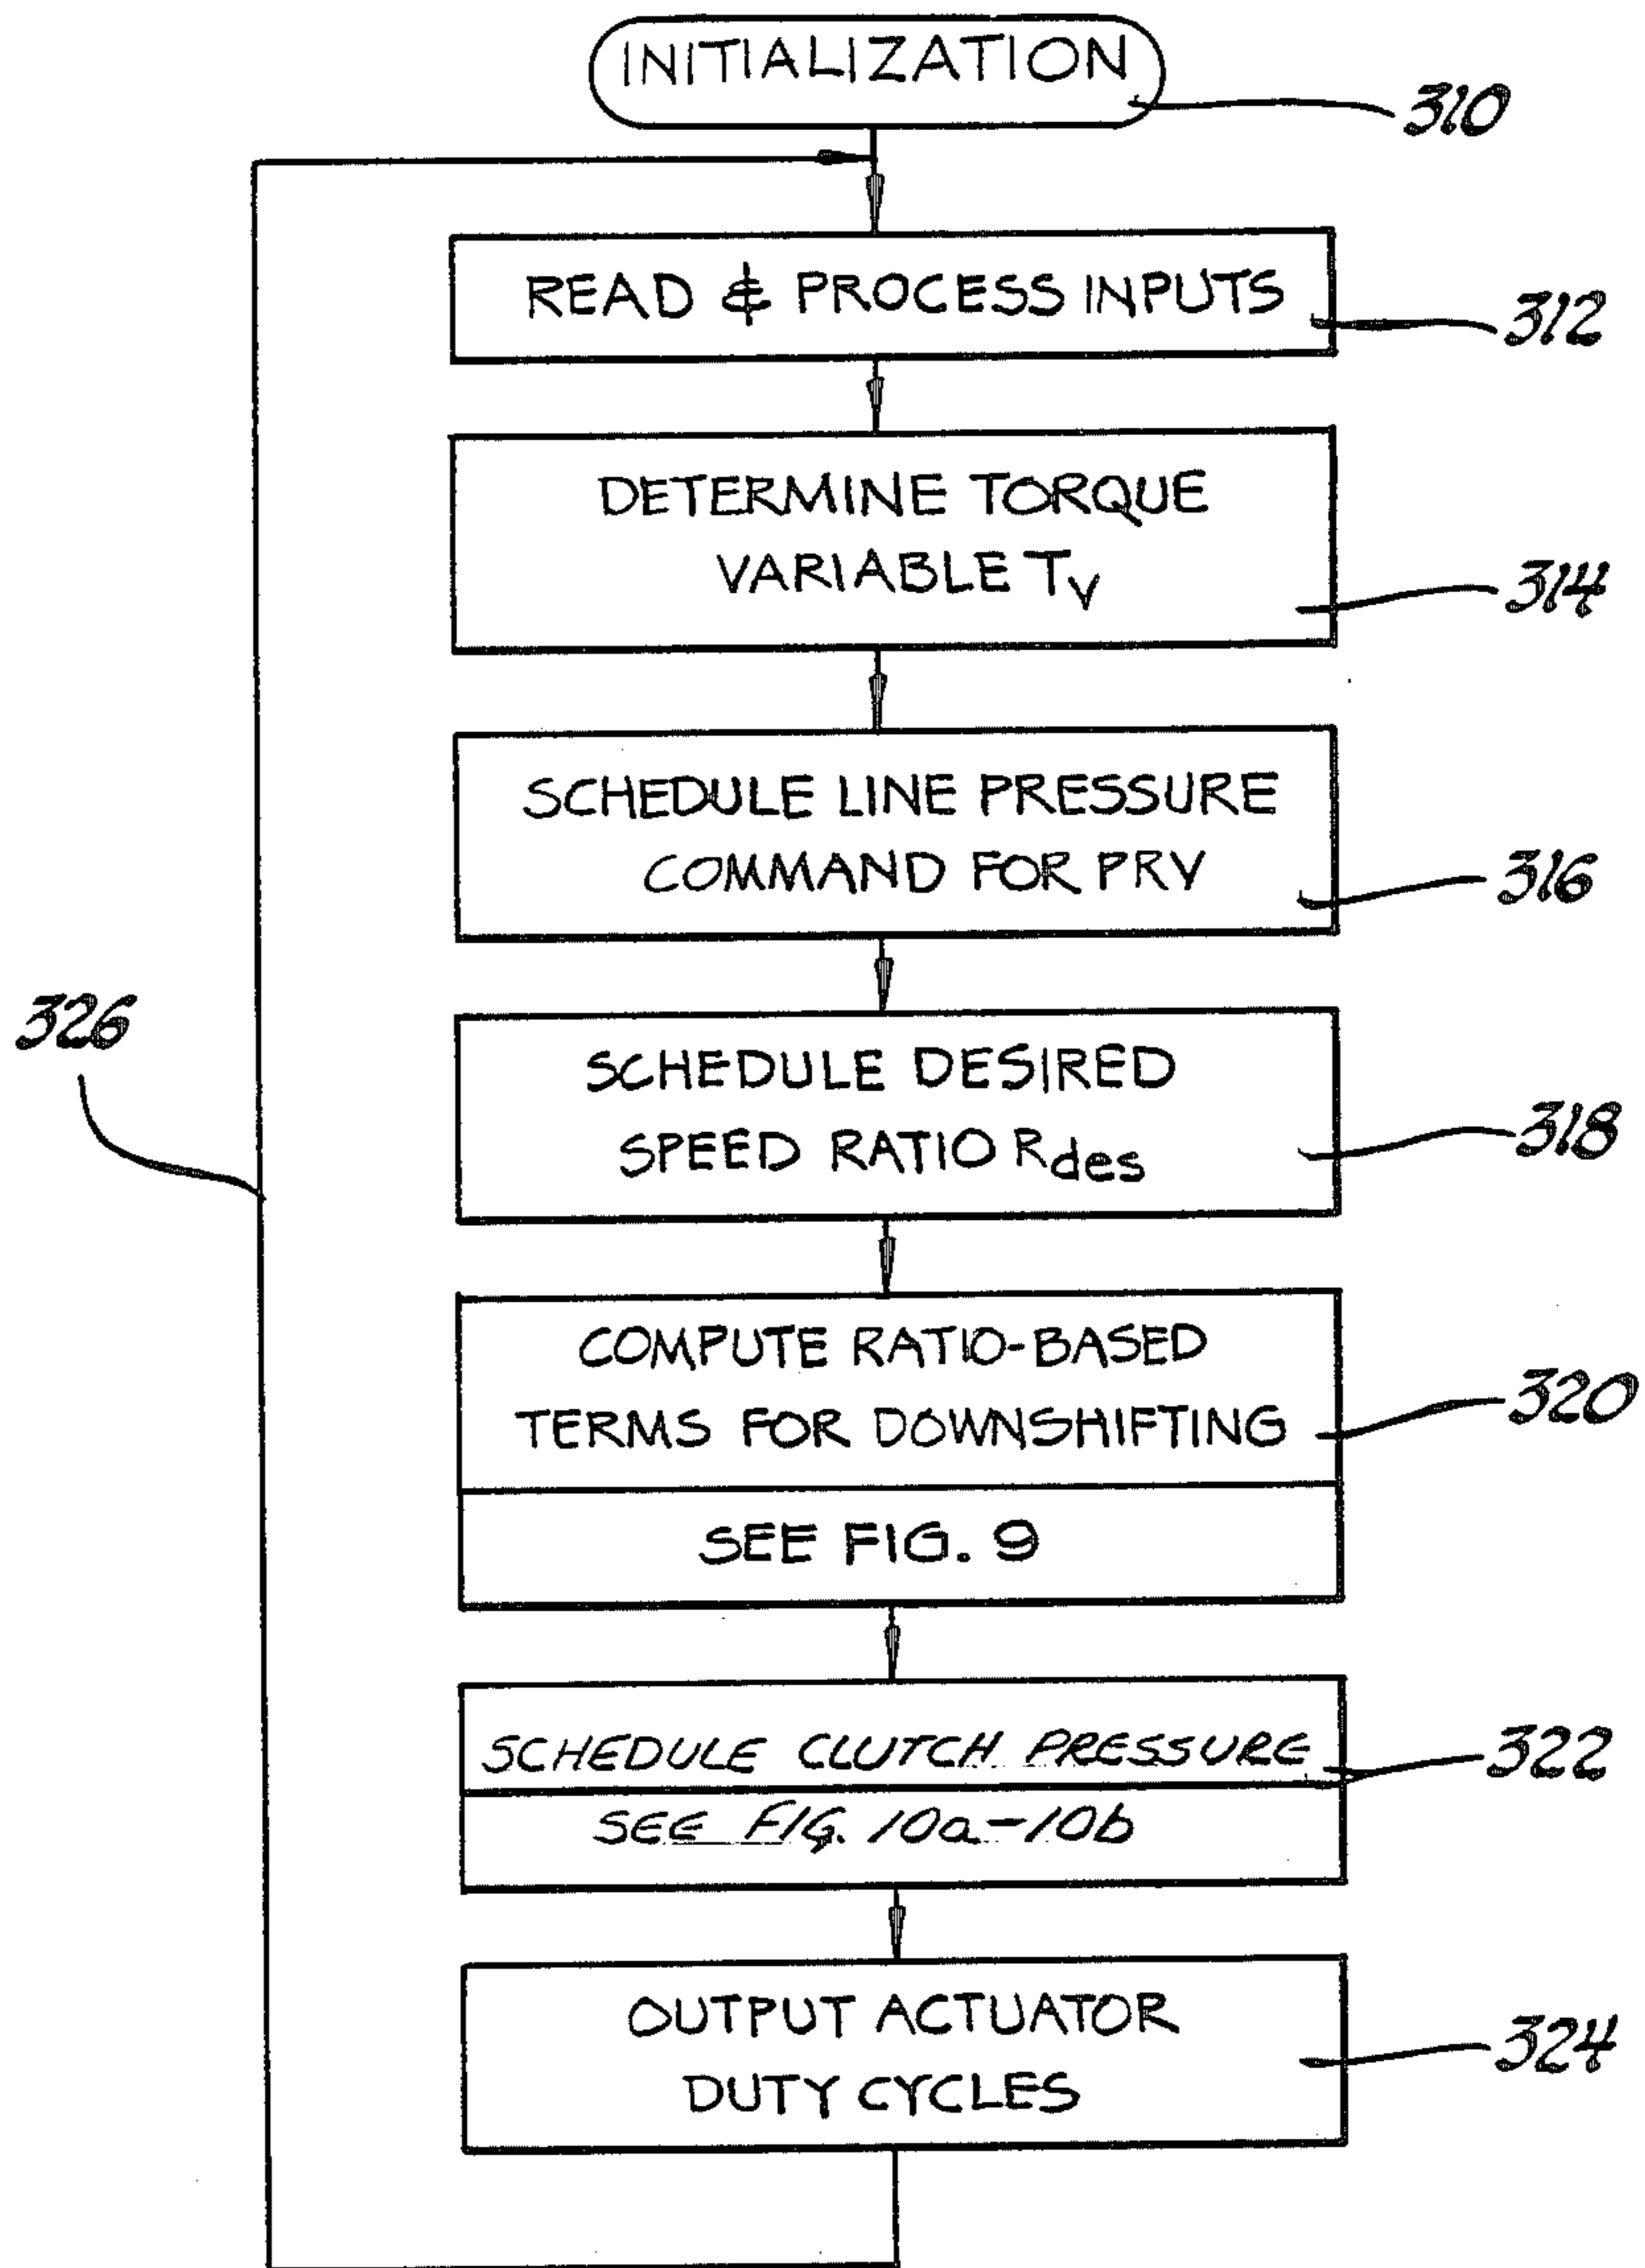 INITIALIZATION
310
READ & PROCESS INPUTS
312
DETERMINE TORQUE
VARIABLE Tv
314
SCHEDULE LINE PRESSURE
COMMAND FOR PRV
316
326
SCHEDULE DESIRED
SPEED RATIO Rdes
318
COMPUTE RATIO-BASED
TERMS FOR DOWNSHIFTING
320
SEE FIG. 9
SCHEDULE CLUTCH PRESSURE
322
SEE FIG. 10a-10b
OUTPUT ACTUATOR
DUTY CYCLES
324